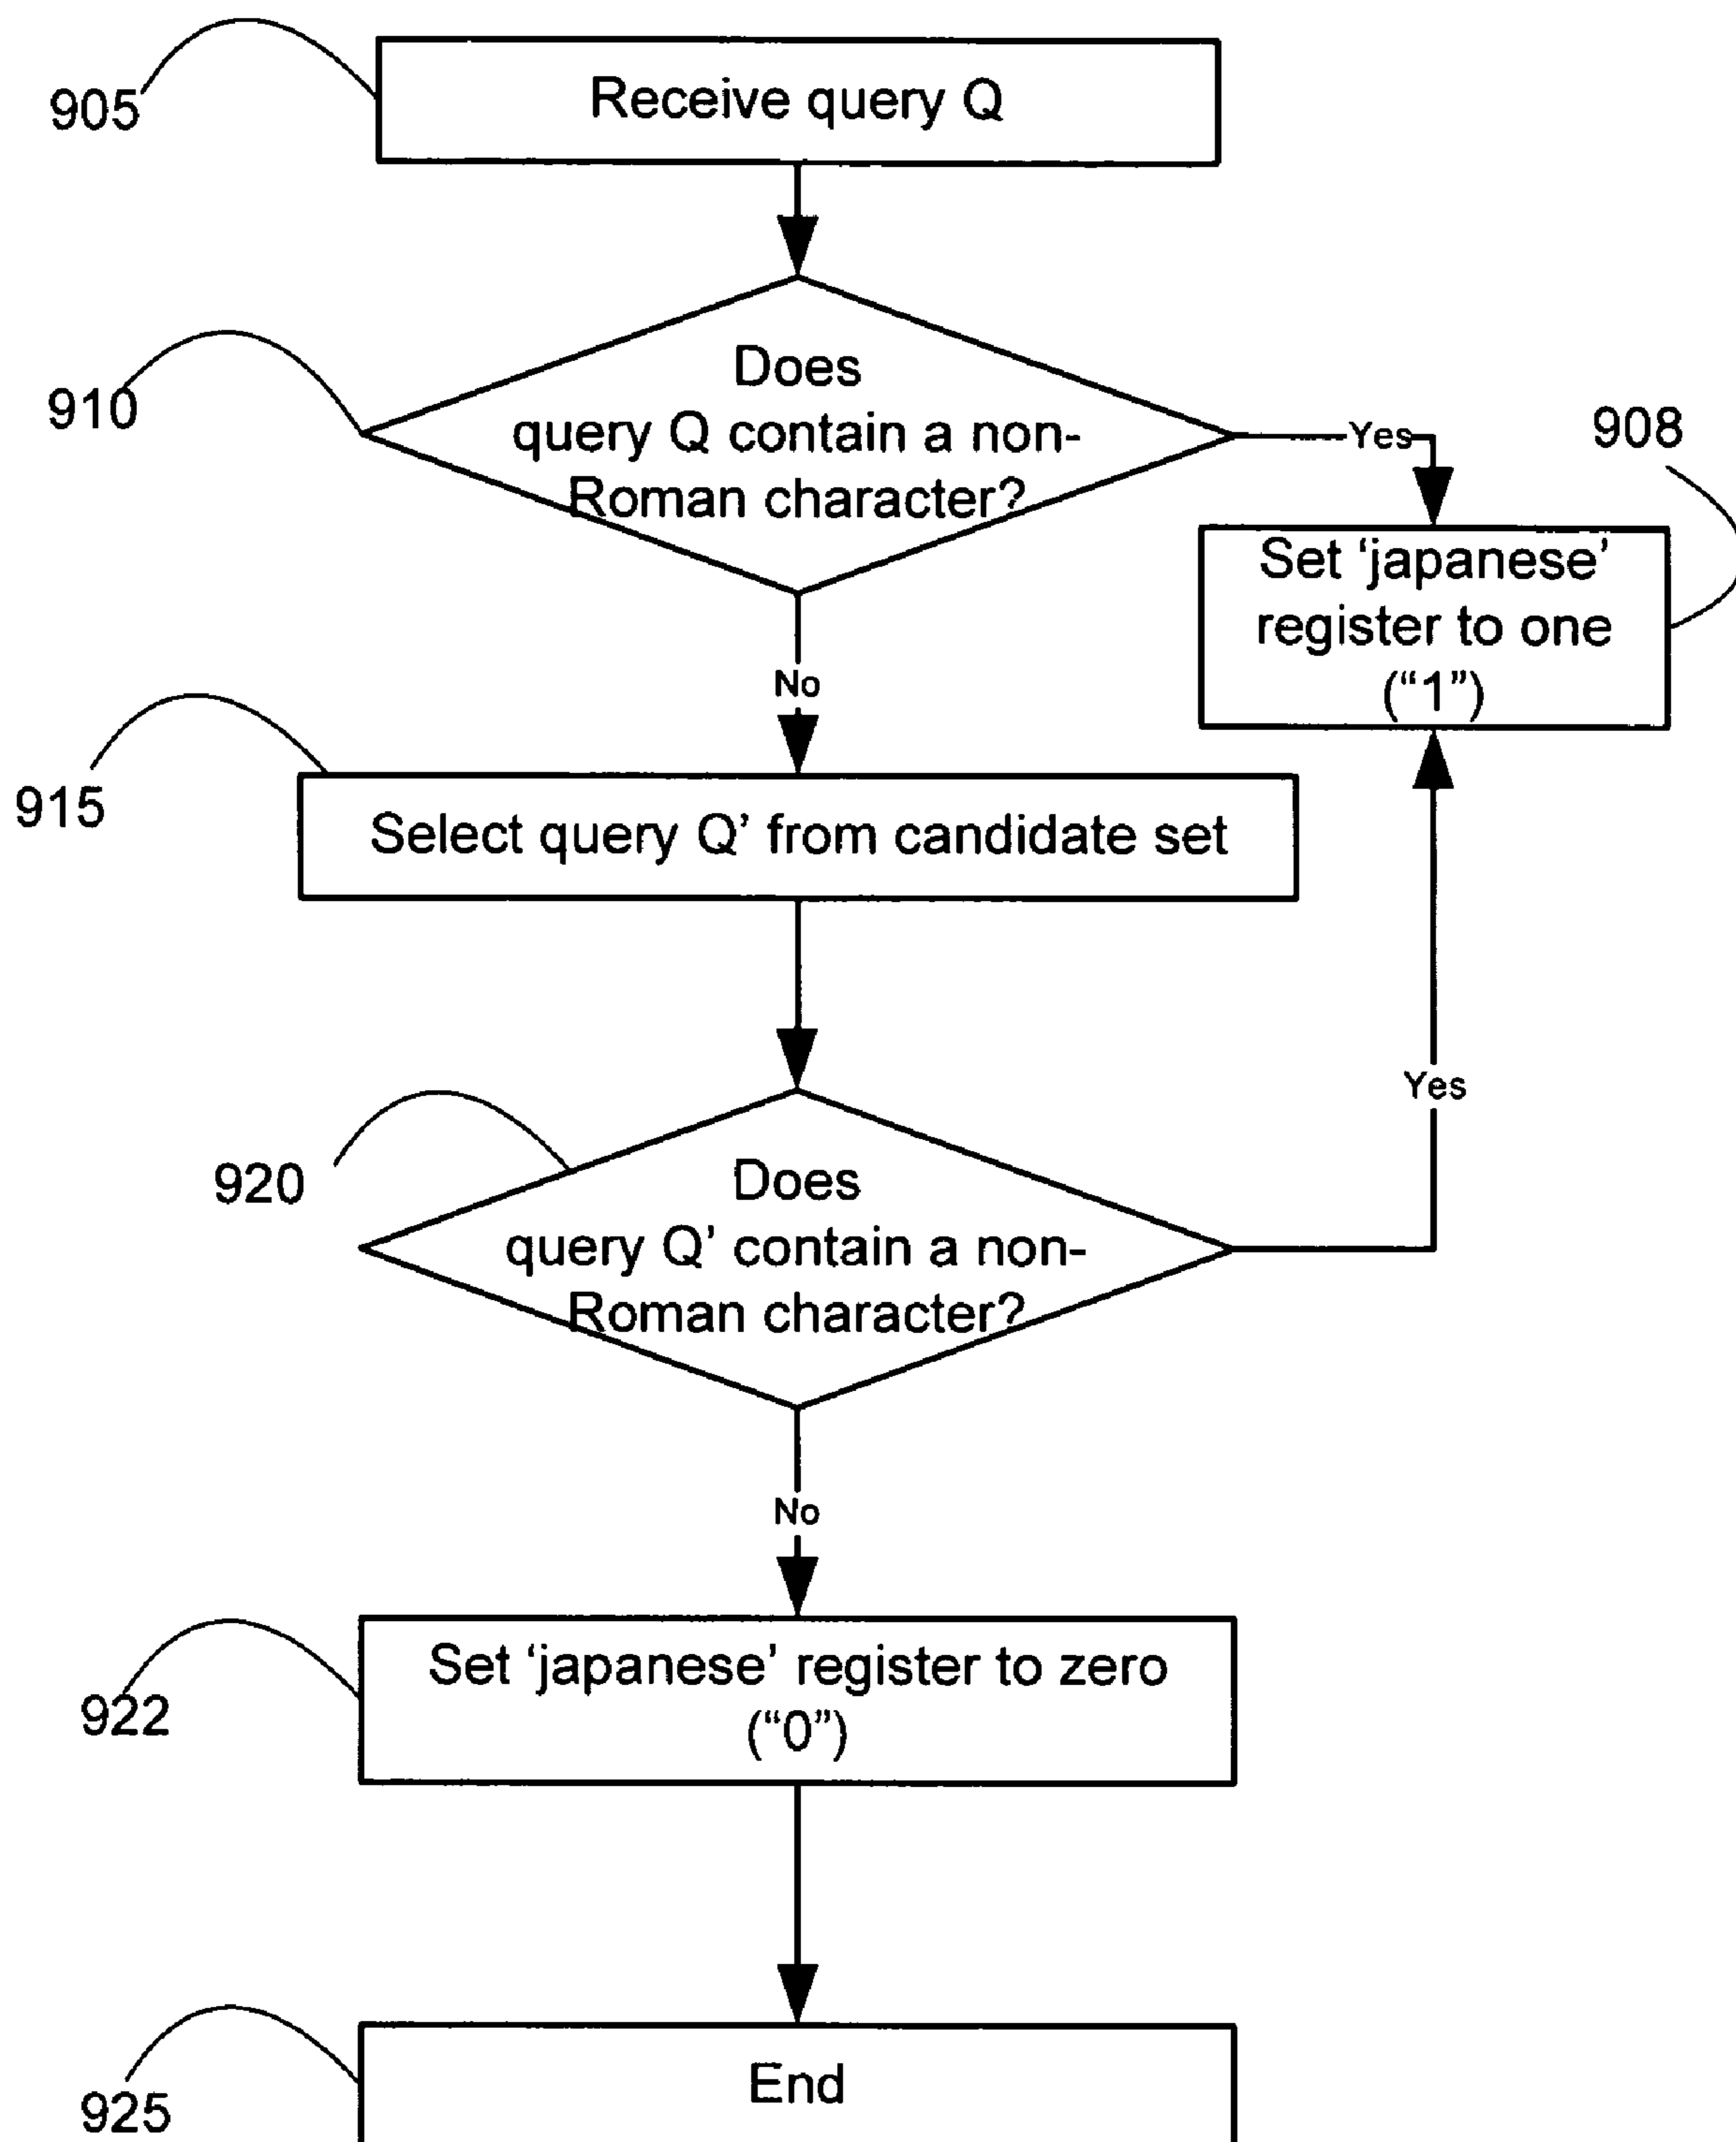 905
Receive query Q
910
Does
query Q contain a non-
Roman character?
Yes
908
Set ‘japanese’
register to one
(“1”)
No
915
Select query Q’ from candidate set
920
Does
query Q’ contain a non-
Roman character?
Yes
No
922
Set ‘japanese’ register to zero
(“0”)
925
End